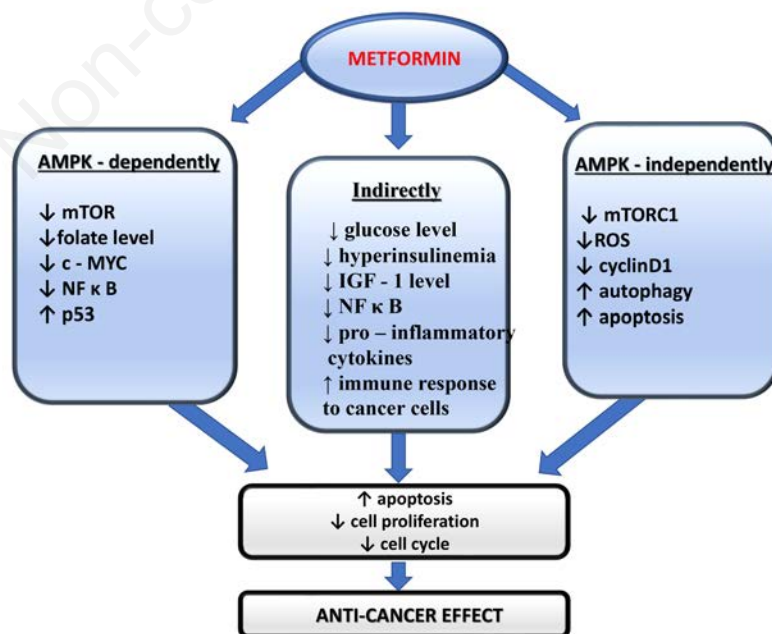 METFORMIN
AMPK - dependently
↓ mTOR
↓folate level
↓ c - MYC
↓ NF κ B
↑ p53
Indirectly
↓ glucose level
↓ hyperinsulinemia
↓ IGF - 1 level
↓ NF κ B
↓ pro – inflammatory
cytokines
↑ immune response
to cancer cells
AMPK - independently
↓ mTORC1
↓ROS
↓ cyclinD1
↑ autophagy
↑ apoptosis
↑ apoptosis
↓ cell proliferation
↓ cell cycle
ANTI-CANCER EFFECT
Non-co